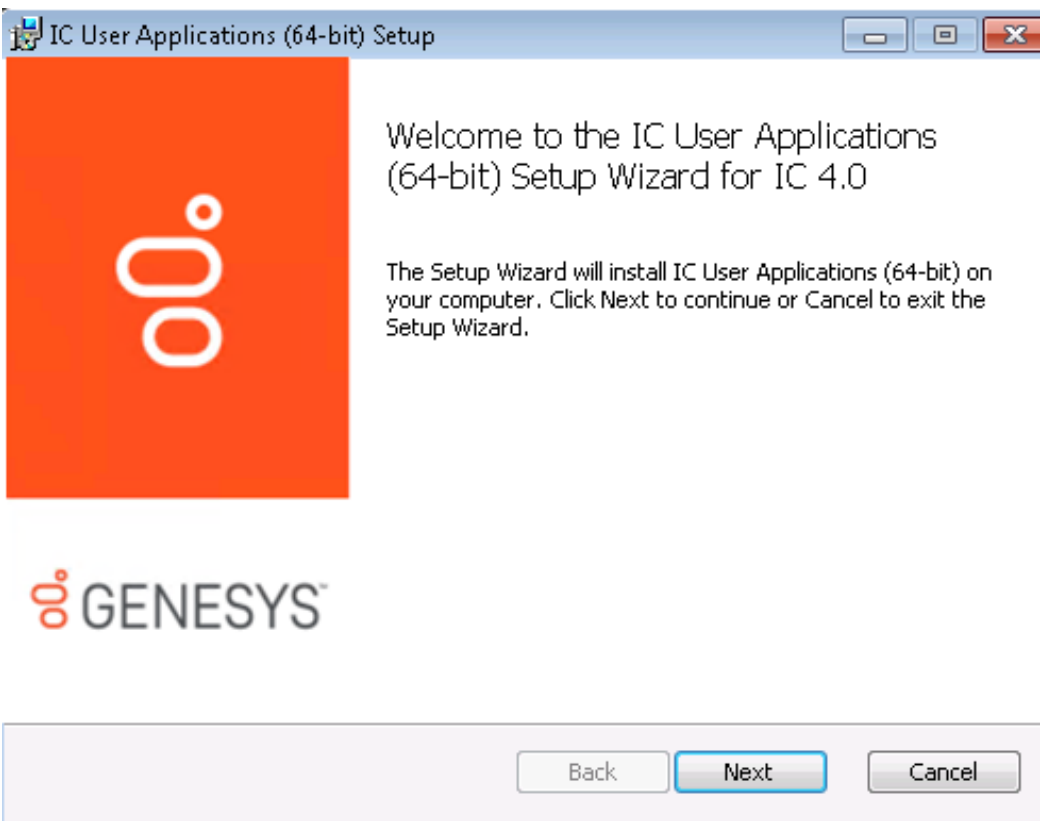 IC User Applications (64-bit) Setup
Welcome to the IC User Applications
(64-bit) Setup Wizard for IC 4.0
The Setup Wizard will install IC User Applications (64-bit) on
your computer. Click Next to continue or Cancel to exit the
Setup Wizard.
GENESYS™
Back
Next
Cancel